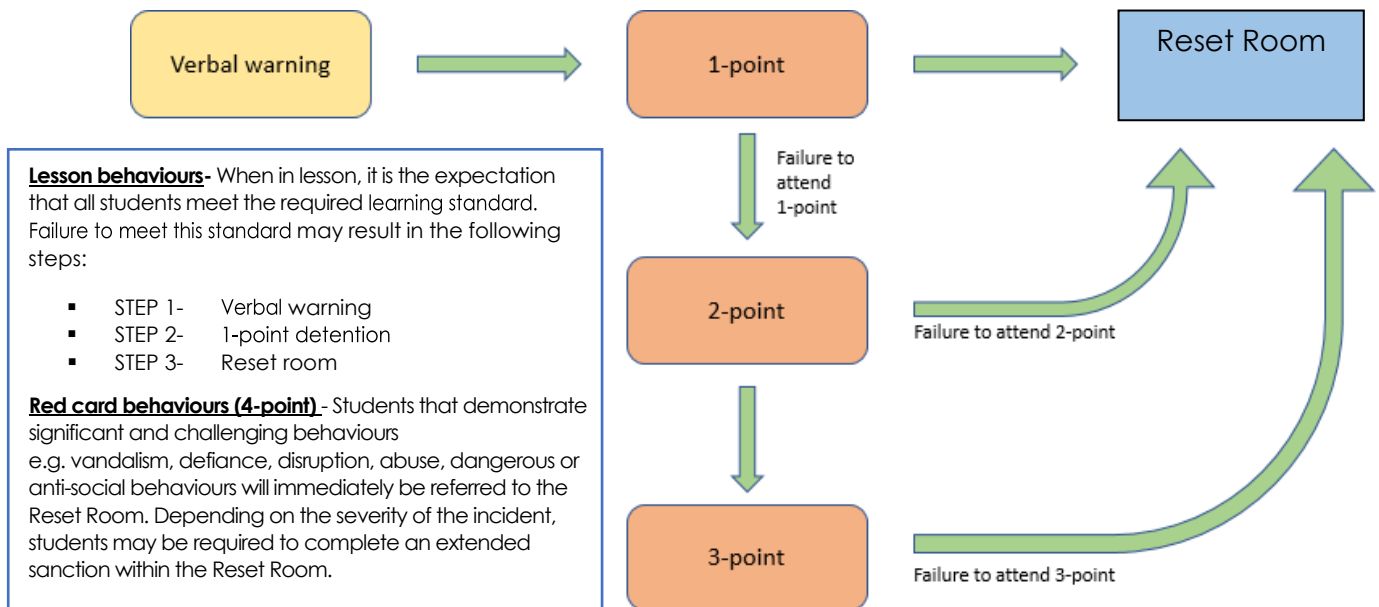 Verbal warning
1-point
Reset Room
Failure to
attend
1-point
Lesson behaviours- When in lesson, it is the expectation
that all students meet the required learning standard.
Failure to meet this standard may result in the following
steps:
▪ STEP 1- Verbal warning
▪ STEP 2- 1-point detention
▪ STEP 3- Reset room
Red card behaviours (4-point) - Students that demonstrate
significant and challenging behaviours
e.g. vandalism, defiance, disruption, abuse, dangerous or
anti-social behaviours will immediately be referred to the
Reset Room. Depending on the severity of the incident,
students may be required to complete an extended
sanction within the Reset Room.
2-point
Failure to attend 2-point
3-point
Failure to attend 3-point